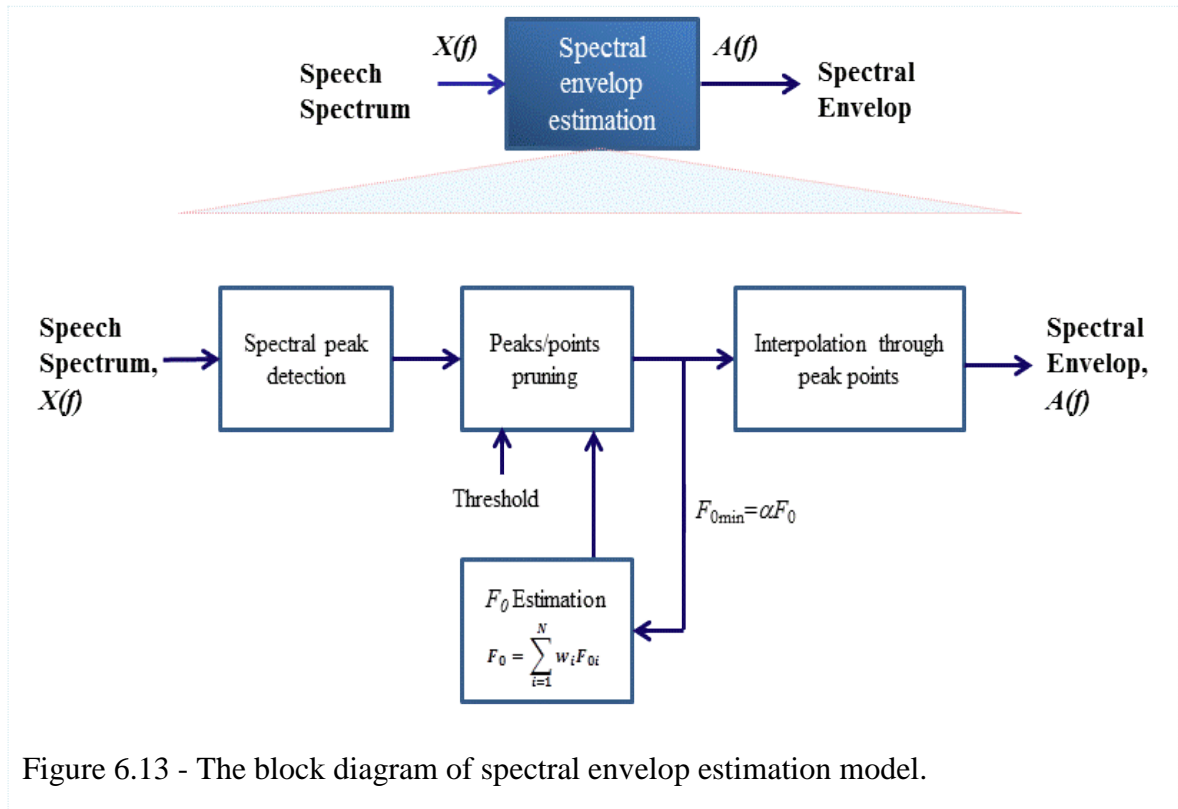 X(f)
Speech
Spectrum
Spectral
envelop
estimation
A(f)
Spectral
Envelop
Speech
Spectrum,
X(f)
Spectral peak
detection
Peaks/points
pruning
Interpolation through
peak points
Spectral
Envelop,
A(f)
Threshold
F₀min=αF₀
F₀ Estimation
F₀ = ∑ᵢ₌₁ᴺ wᵢF₀ᵢ
Figure 6.13 - The block diagram of spectral envelop estimation model.